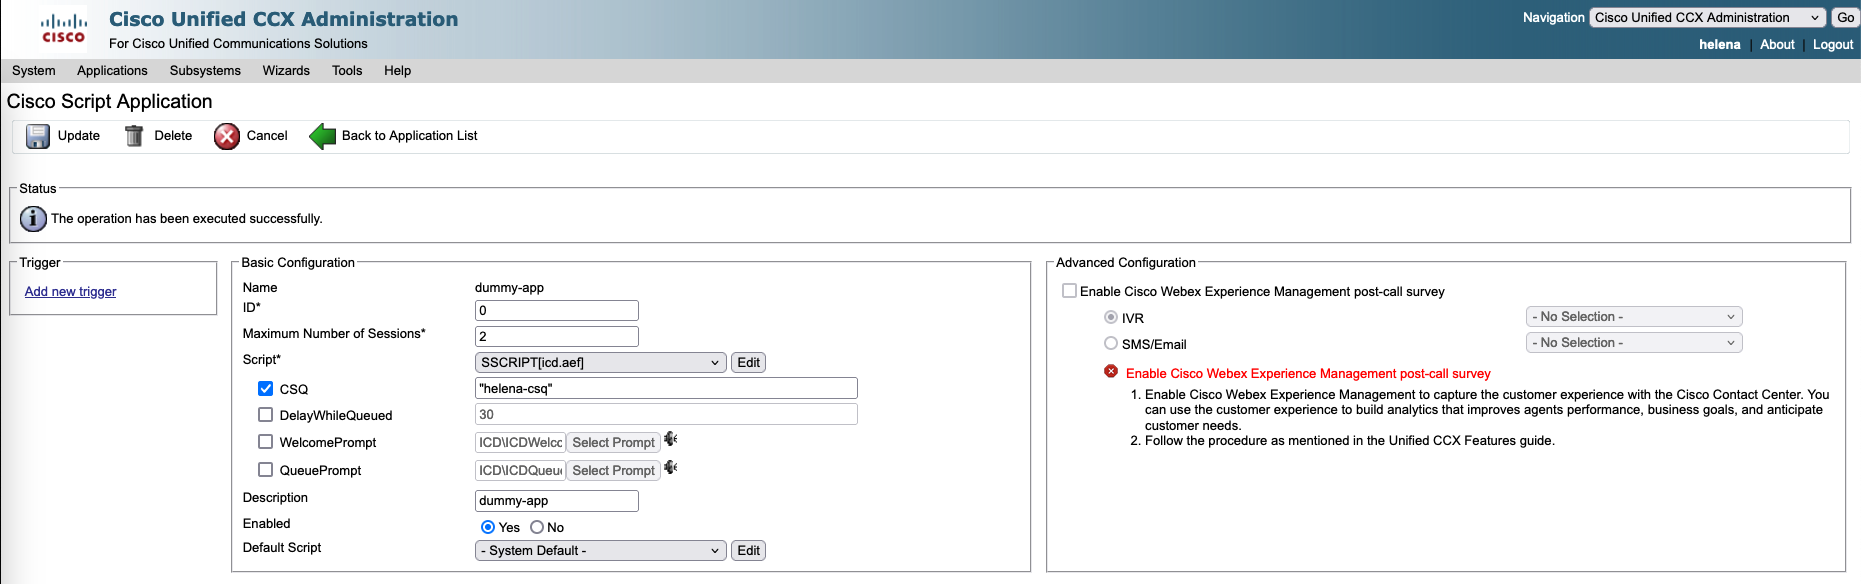 Cisco Unified CCX Administration
For Cisco Unified Communications Solutions
CISCO
Navigation Cisco Unified CCX Administration Go
helena | About | Logout
System Applications Subsystems Wizards Tools Help
Cisco Script Application
Update Delete Cancel Back to Application List
Status
The operation has been executed successfully.
Trigger
Add new trigger
Basic Configuration
Name dummy-app
ID* 0
Maximum Number of Sessions* 2
Script* SSCRIPT[icd.aef] Edit
CSQ "helena-csq"
DelayWhileQueued 30
WelcomePrompt ICD\ICDWelco Select Prompt
QueuePrompt ICD\ICDQueue Select Prompt
Description dummy-app
Enabled Yes No
Default Script - System Default - Edit
Advanced Configuration
Enable Cisco Webex Experience Management post-call survey
IVR - No Selection -
SMS/Email - No Selection -
Enable Cisco Webex Experience Management post-call survey
1. Enable Cisco Webex Experience Management to capture the customer experience with the Cisco Contact Center. You
can use the customer experience to build analytics that improves agents performance, business goals, and anticipate
customer needs.
2. Follow the procedure as mentioned in the Unified CCX Features guide.